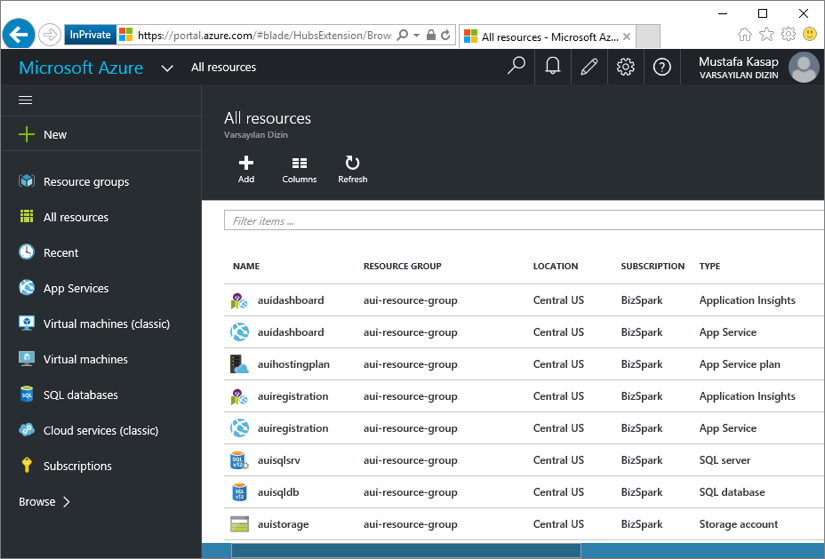 InPrivate https://portal.azure.com/#blade/HubsExtension/Brow All resources - Microsoft Az...
Microsoft Azure All resources Mustafa Kasap
VARSAYILAN DIZIN
New
Resource groups
All resources
Recent
App Services
Virtual machines (classic)
Virtual machines
SQL databases
Cloud services (classic)
Subscriptions
Browse
All resources
Varsayılan Dizin
Add Columns Refresh
Filter items ...
NAME RESOURCE GROUP LOCATION SUBSCRIPTION TYPE
auidashboard aui-resource-group Central US BizSpark Application Insights
auidashboard aui-resource-group Central US BizSpark App Service
auihostingplan aui-resource-group Central US BizSpark App Service plan
auiregistration aui-resource-group Central US BizSpark Application Insights
auiregistration aui-resource-group Central US BizSpark App Service
auisqlsrv aui-resource-group Central US BizSpark SQL server
auisqldb aui-resource-group Central US BizSpark SQL database
auistorage aui-resource-group Central US BizSpark Storage account